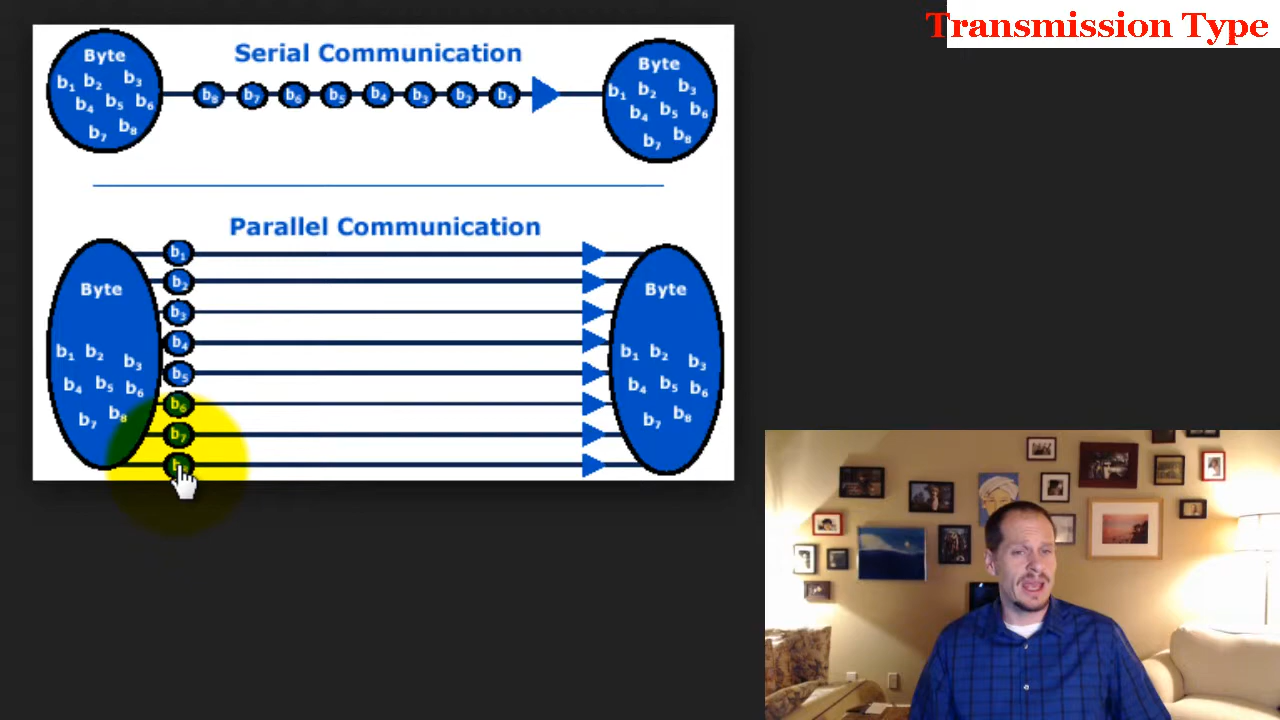 Transmission Type
Serial Communication
Byte
b1 b2 b3
b4 b5 b6
b7 b8
b8 b7 b6 b5 b4 b3 b2 b1
Byte
b1 b2 b3
b4 b5 b6
b7 b8
Parallel Communication
Byte
b1 b2 b3
b4 b5 b6
b7 b8
b1
b2
b3
b4
b5
b6
b7
Byte
b1 b2 b3
b4 b5 b6
b7 b8